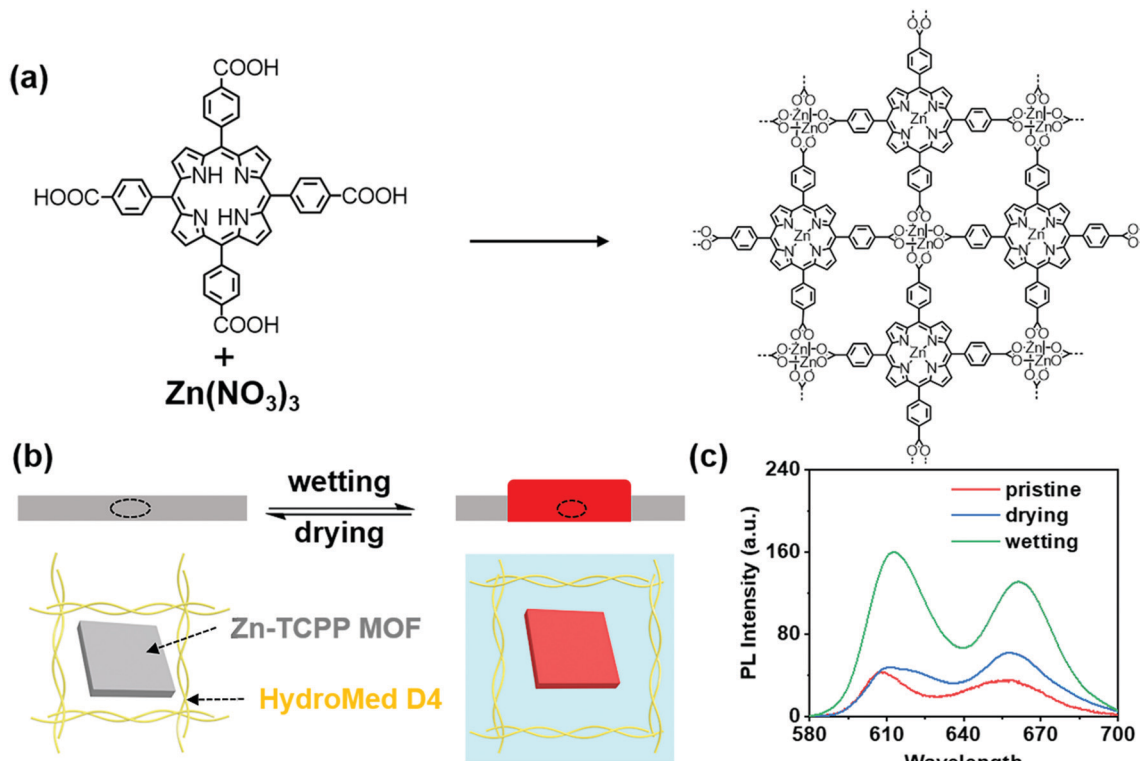 (a)
COOH
HOOC
COOH
NH N
N HN
COOH
+
Zn(NO3)3
(b)
wetting
drying
Zn-TCPP MOF
HydroMed D4
(c)
240
160
80
0
PL Intensity (a.u.)
pristine
drying
wetting
580 610 640 670 700